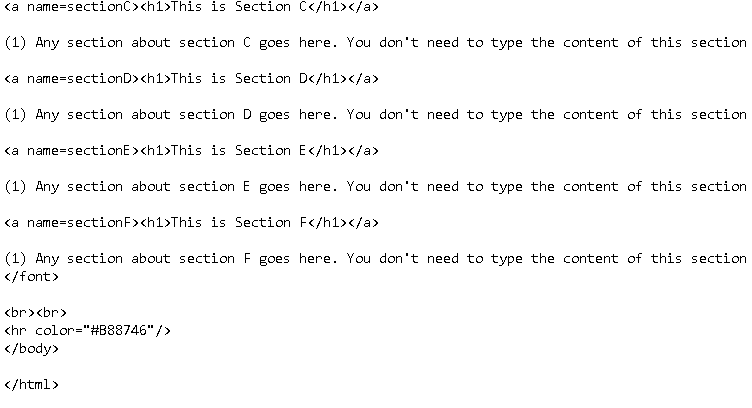 <a name=sectionC><h1>This is Section C</h1></a>
(1) Any section about section C goes here. You don't need to type the content of this section
<a name=sectionD><h1>This is Section D</h1></a>
(1) Any section about section D goes here. You don't need to type the content of this section
<a name=sectionE><h1>This is Section E</h1></a>
(1) Any section about section E goes here. You don't need to type the content of this section
<a name=sectionF><h1>This is Section F</h1></a>
(1) Any section about section F goes here. You don't need to type the content of this section
</font>
<br><br>
<hr color="#B88746"/>
</body>
</html>